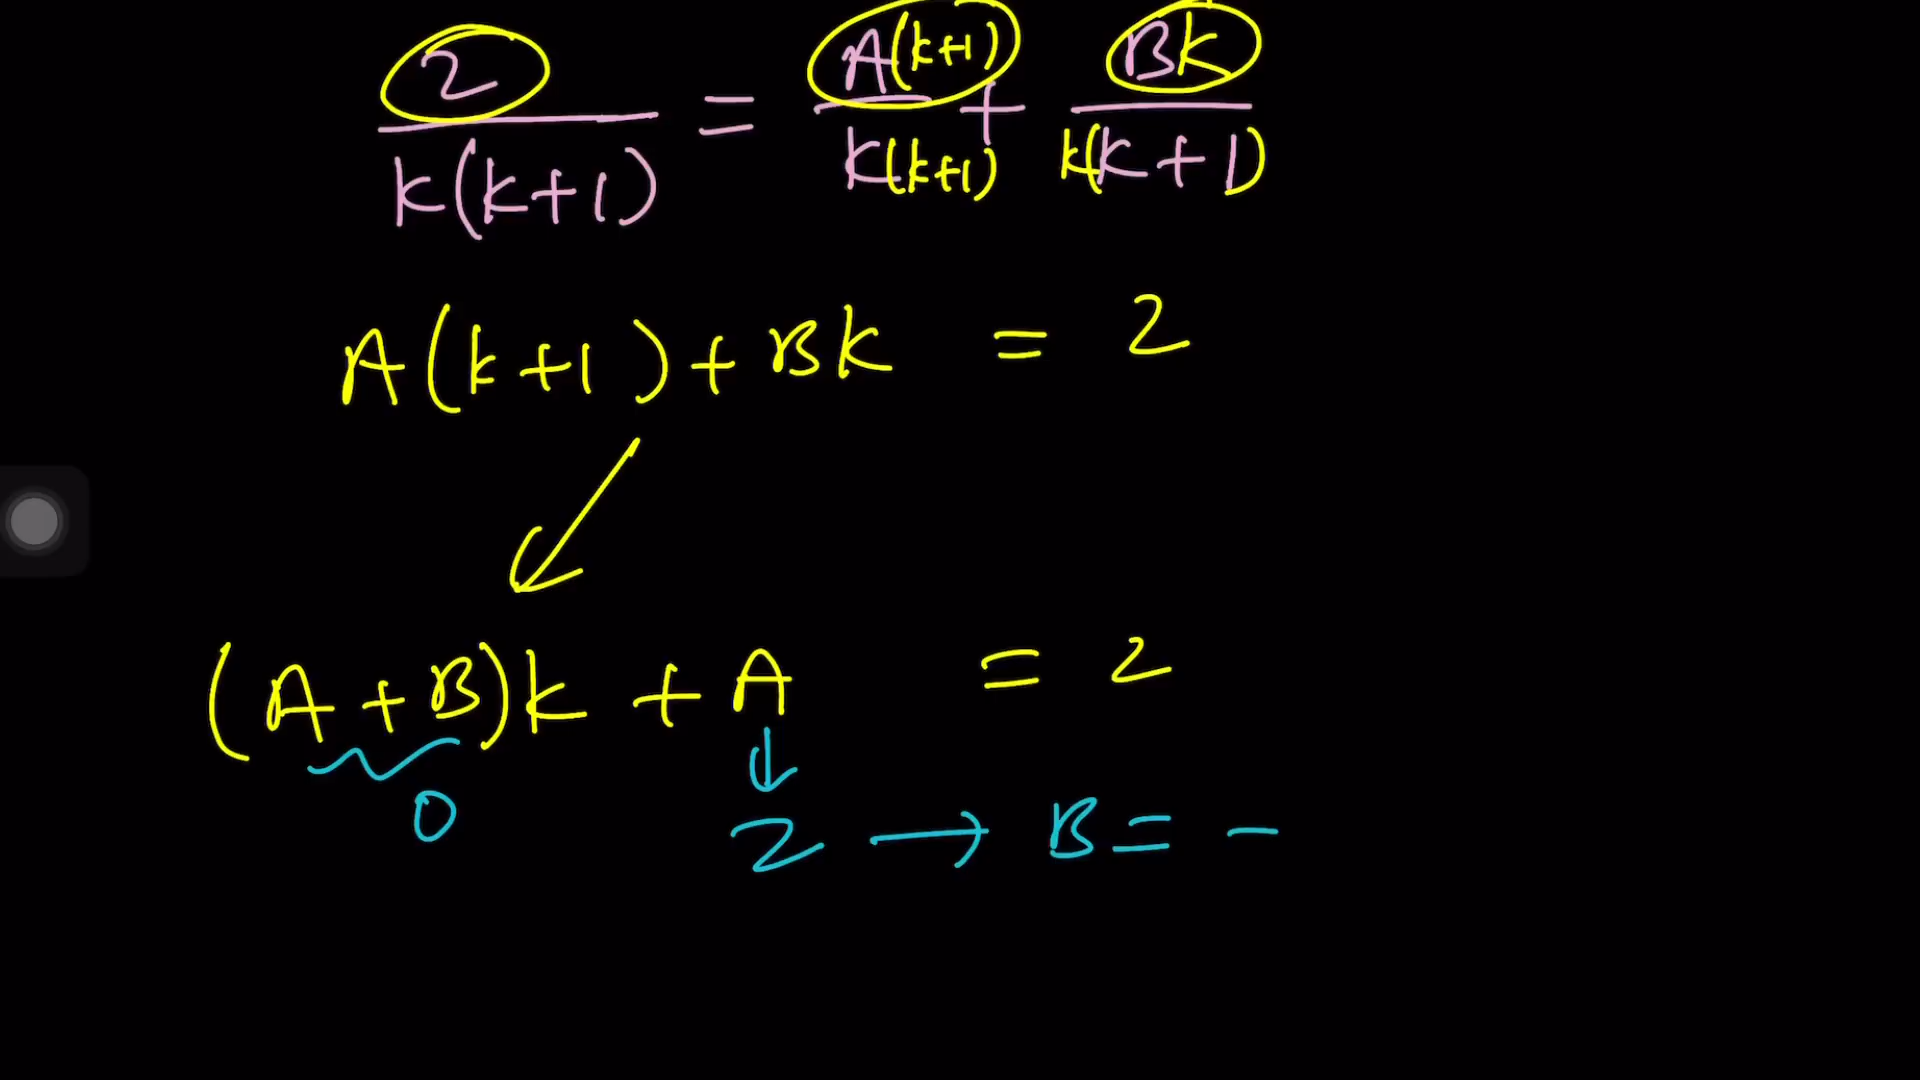 2/k(k+1) = A(k+1)/k(k+1) + Bk/k(k+1)
A(k+1)+Bk = 2
(A+B)k + A = 2
0 2 → B = -